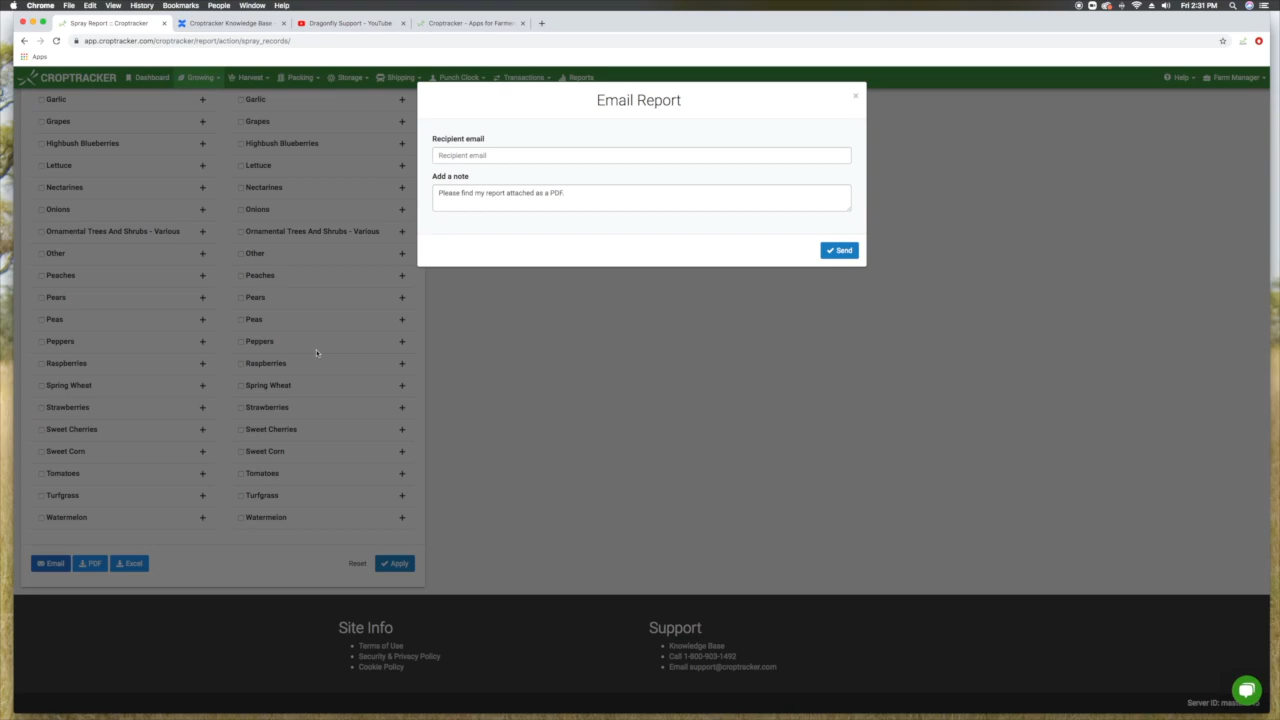 Chrome File Edit View History Bookmarks People Window Help
Fri 2:31 PM
Spray Report :: Croptracker
Croptracker Knowledge Base
Dragonfly Support - YouTube
Croptracker - Apps for Farme
app.croptracker.com/croptracker/report/action/spray_records/
Apps
CROPTRACKER Dashboard Growing Harvest Packing Storage Shipping Punch Clock Transactions Reports Help Farm Manager
Email Report
Recipient email
Recipient email
Add a note
Please find my report attached as a PDF.
Send
Garlic Garlic
Grapes Grapes
Highbush Blueberries Highbush Blueberries
Lettuce Lettuce
Nectarines Nectarines
Onions Onions
Ornamental Trees And Shrubs - Various Ornamental Trees And Shrubs - Various
Other Other
Peaches Peaches
Pears Pears
Peas Peas
Peppers Peppers
Raspberries Raspberries
Spring Wheat Spring Wheat
Strawberries Strawberries
Sweet Cherries Sweet Cherries
Sweet Corn Sweet Corn
Tomatoes Tomatoes
Turfgrass Turfgrass
Watermelon Watermelon
Email PDF Excel Reset Apply
Site Info
• Terms of Use
• Security & Privacy Policy
• Cookie Policy
Support
• Knowledge Base
• Call 1-800-903-1492
• Email support@croptracker.com
Server ID: